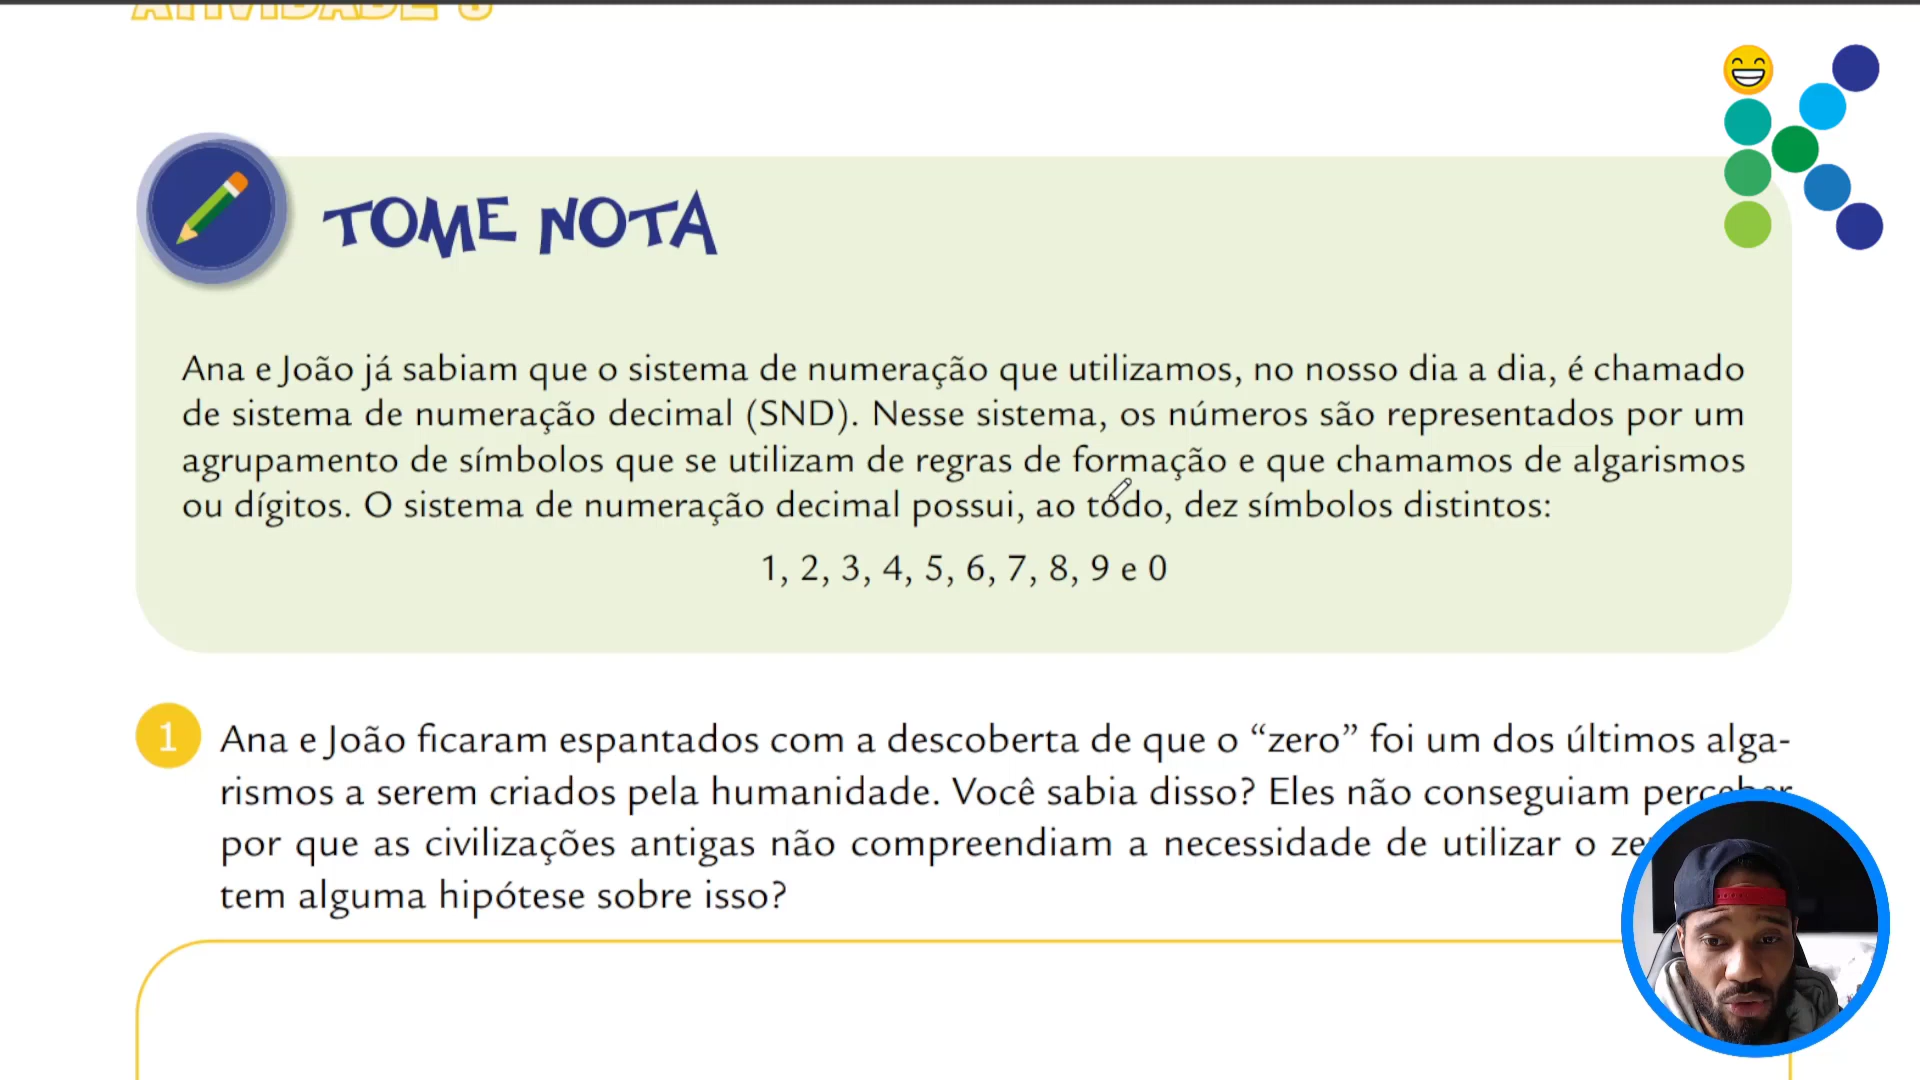 ATIVIDADE 3
TOME NOTA
Ana e João já sabiam que o sistema de numeração que utilizamos, no nosso dia a dia, é chamado
de sistema de numeração decimal (SND). Nesse sistema, os números são representados por um
agrupamento de símbolos que se utilizam de regras de formação e que chamamos de algarismos
ou dígitos. O sistema de numeração decimal possui, ao todo, dez símbolos distintos:
1, 2, 3, 4, 5, 6, 7, 8, 9 e 0
1 Ana e João ficaram espantados com a descoberta de que o “zero” foi um dos últimos alga-
rismos a serem criados pela humanidade. Você sabia disso? Eles não conseguiam perceber
por que as civilizações antigas não compreendiam a necessidade de utilizar o
tem alguma hipótese sobre isso?